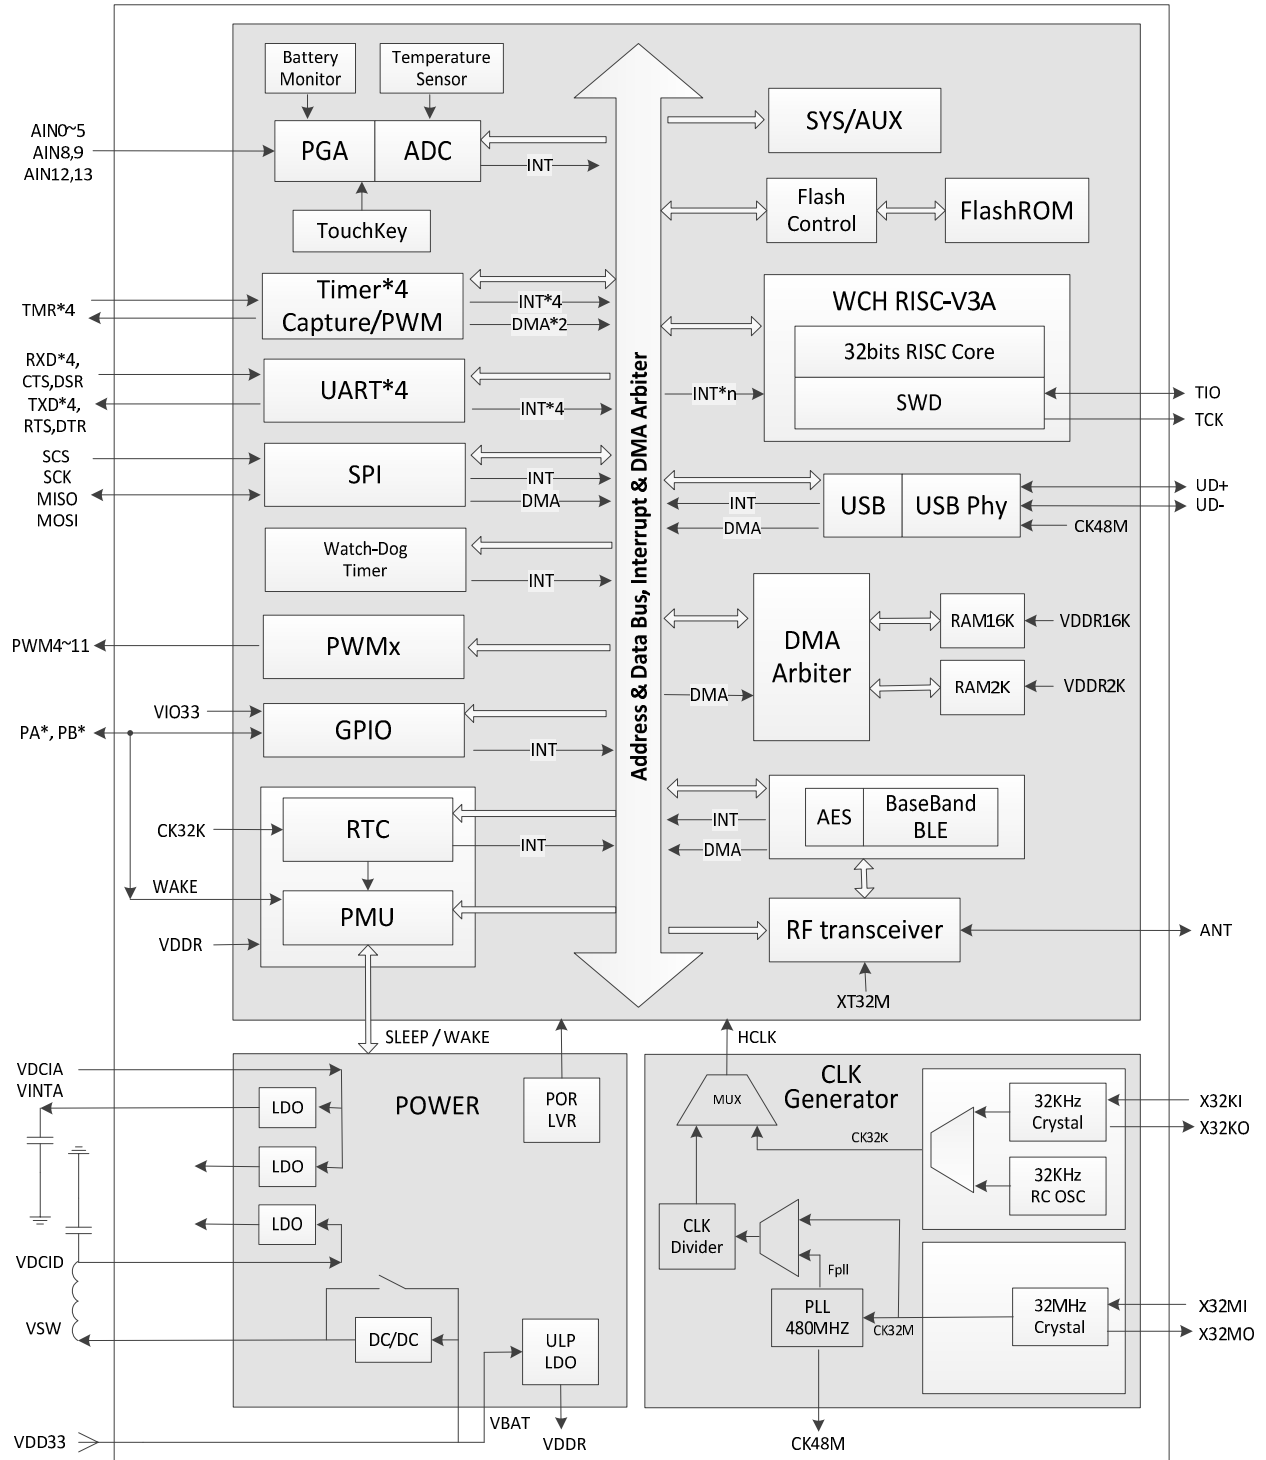 Battery
Monitor
Temperature
Sensor
AIN0~5
AIN8,9
AIN12,13
PGA
ADC
INT
TouchKey
TMR*4
Timer*4
Capture/PWM
INT*4
DMA*2
RXD*4,
CTS,DSR
TXD*4,
RTS,DTR
UART*4
INT*4
SCS
SCK
MISO
MOSI
SPI
INT
DMA
Watch-Dog
Timer
INT
PWM4~11
PWMx
VIO33
PA*, PB*
GPIO
INT
CK32K
RTC
INT
WAKE
PMU
VDDR
Address & Data Bus, Interrupt & DMA Arbiter
SYS/AUX
Flash
Control
FlashROM
WCH RISC-V3A
32bits RISC Core
SWD
INT*n
TIO
TCK
USB
USB Phy
INT
DMA
UD+
UD-
CK48M
DMA
Arbiter
DMA
RAM16K
VDDR16K
RAM2K
VDDR2K
AES
BaseBand
BLE
INT
DMA
RF transceiver
ANT
XT32M
SLEEP / WAKE
HCLK
VDCIA
VINTA
LDO
LDO
LDO
POWER
POR
LVR
VDCID
VSW
DC/DC
ULP
LDO
VBAT
VDDR
VDD33
CLK
Generator
MUX
CK32K
32KHz
Crystal
X32KI
X32KO
32KHz
RC OSC
CLK
Divider
Fpll
PLL
480MHZ
CK32M
32MHz
Crystal
X32MI
X32MO
CK48M